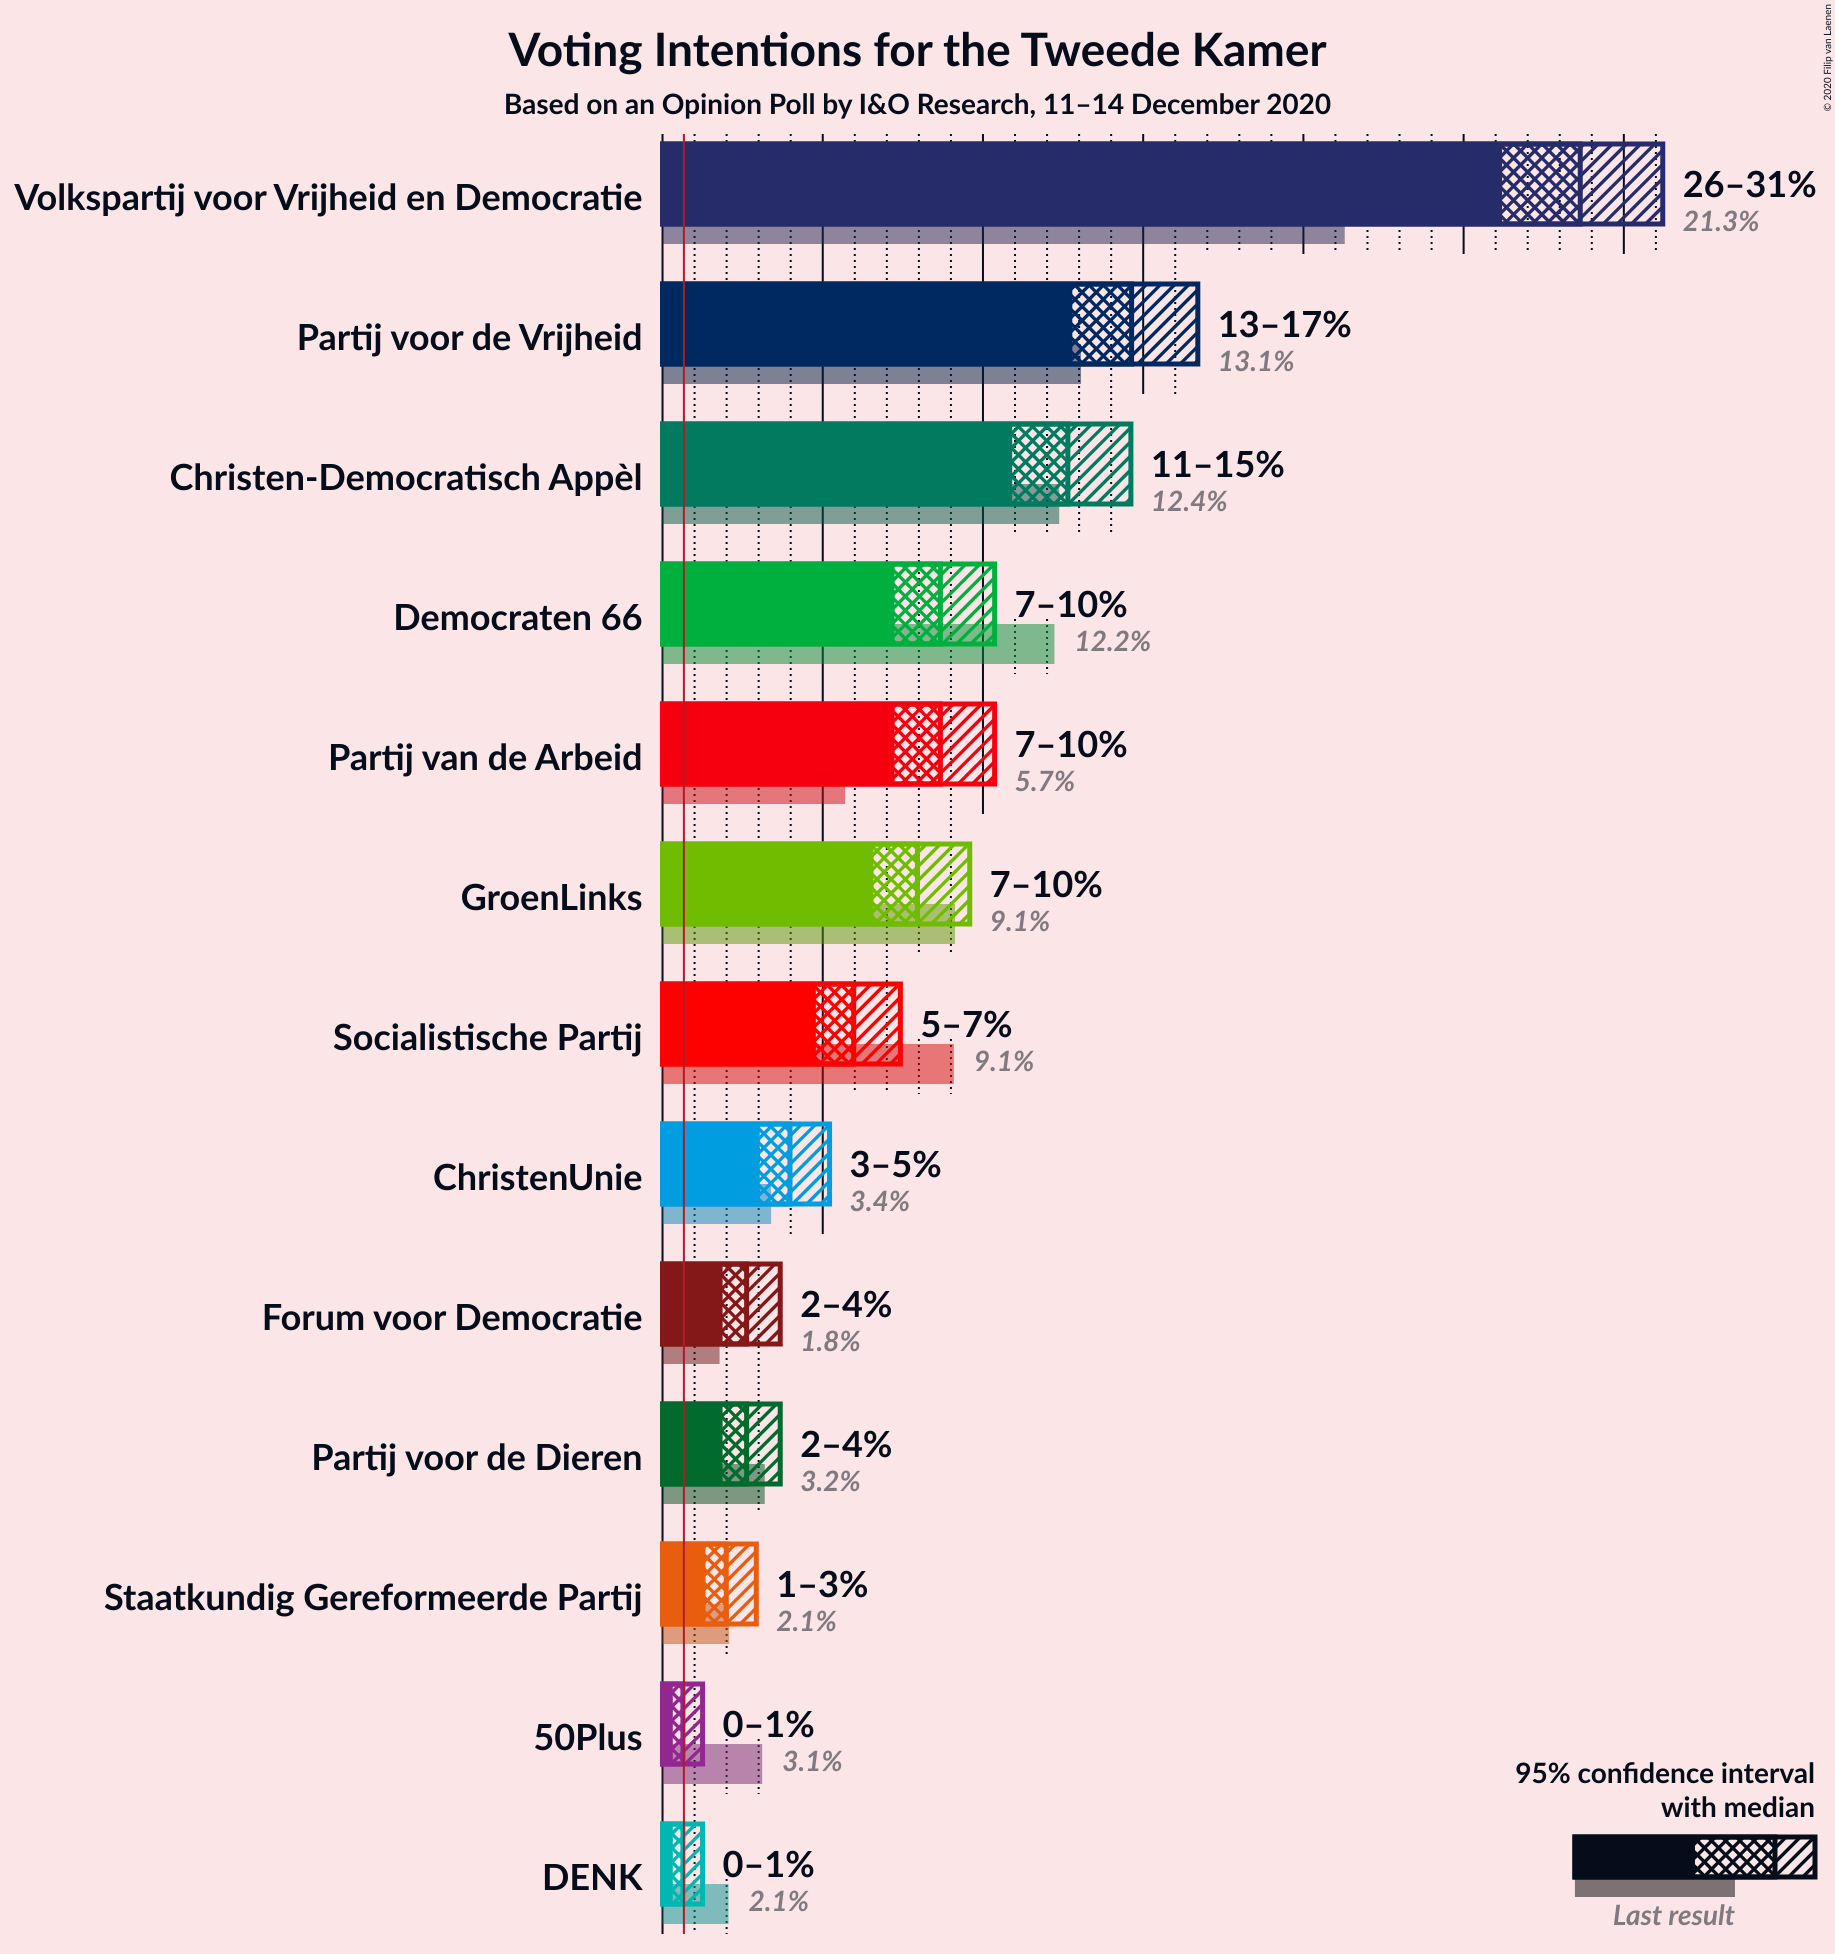 Voting Intentions for the Tweede Kamer
Based on an Opinion Poll by I&O Research, 11–14 December 2020
© 2020 Filip van Laenen
Volkspartij voor Vrijheid en Democratie
26–31%
21.3%
Partij voor de Vrijheid
13–17%
13.1%
Christen-Democratisch Appèl
11–15%
12.4%
Democraten 66
7–10%
12.2%
Partij van de Arbeid
7–10%
5.7%
GroenLinks
7–10%
9.1%
Socialistische Partij
5–7%
9.1%
ChristenUnie
3–5%
3.4%
Forum voor Democratie
2–4%
1.8%
Partij voor de Dieren
2–4%
3.2%
Staatkundig Gereformeerde Partij
1–3%
2.1%
50Plus
0–1%
3.1%
DENK
0–1%
2.1%
95% confidence interval
with median
Last result